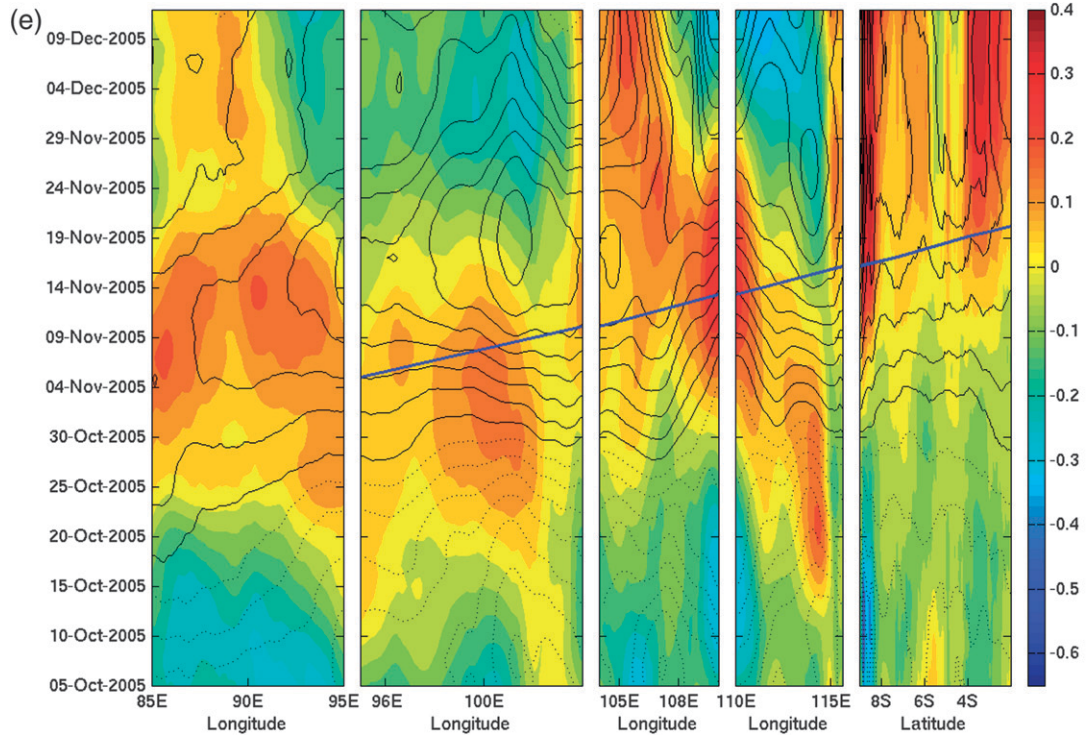 (e)
09-Dec-2005
04-Dec-2005
29-Nov-2005
24-Nov-2005
19-Nov-2005
14-Nov-2005
09-Nov-2005
04-Nov-2005
30-Oct-2005
25-Oct-2005
20-Oct-2005
15-Oct-2005
10-Oct-2005
05-Oct-2005
85E 90E 95E 96E 100E 105E 108E 110E 115E 8S 6S 4S
Longitude Longitude Longitude Longitude Latitude
0.4
0.3
0.2
0.1
0
-0.1
-0.2
-0.3
-0.4
-0.5
-0.6